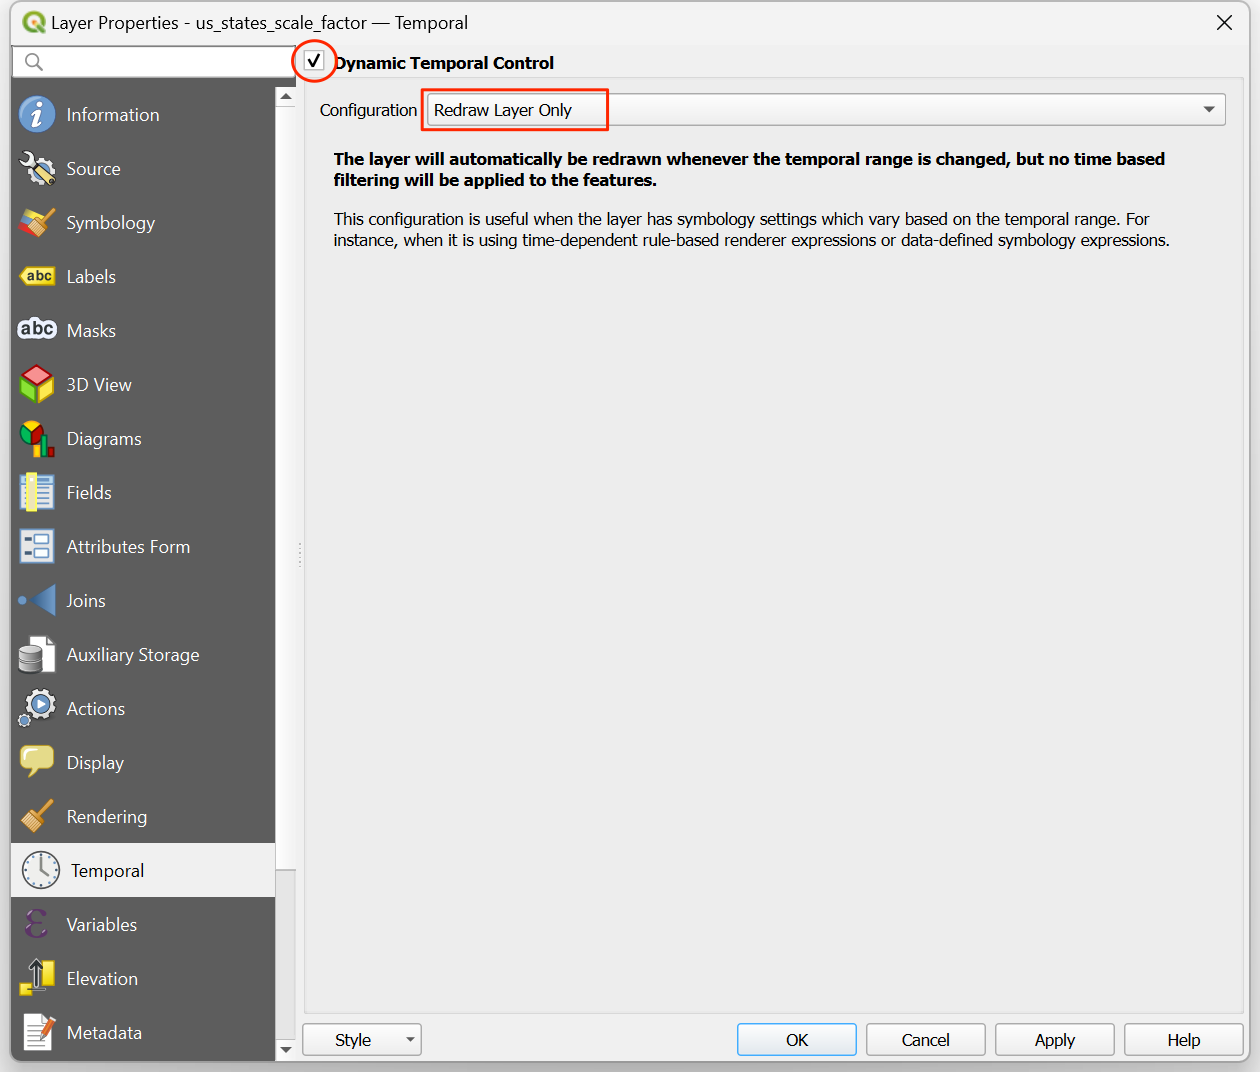 Layer Properties - us_states_scale_factor — Temporal
Dynamic Temporal Control
Configuration Redraw Layer Only
The layer will automatically be redrawn whenever the temporal range is changed, but no time based
filtering will be applied to the features.
This configuration is useful when the layer has symbology settings which vary based on the temporal range. For
instance, when it is using time-dependent rule-based renderer expressions or data-defined symbology expressions.
Information
Source
Symbology
abc Labels
abc Masks
3D View
Diagrams
Fields
Attributes Form
Joins
Auxiliary Storage
Actions
Display
Rendering
Temporal
Variables
Elevation
Metadata
Style OK Cancel Apply Help